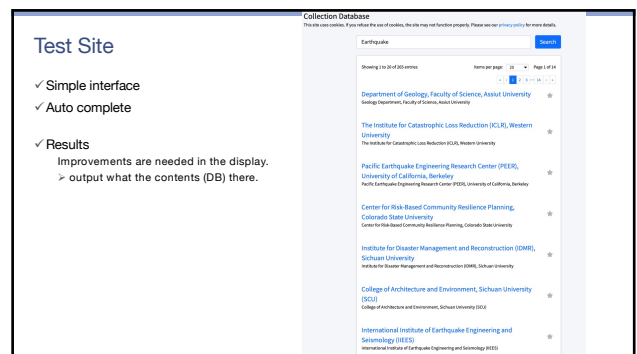 Test Site
✓ Simple interface
✓ Auto complete
✓ Results
Improvements are needed in the display.
➢ output what the contents (DB) there.
Collection Database
This site uses cookies. If you refuse the use of cookies, the site may not function properly. Please see our privacy policy for more details.
Earthquake
Search
Showing 1 to 20 of 265 entries
Items per page: 20
Page 1 of 14
« ‹ 1 2 3 ... 14 › »
Department of Geology, Faculty of Science, Assiut University
Geology Department, Faculty of Science, Assiut University
The Institute for Catastrophic Loss Reduction (ICLR), Western
University
The Institute for Catastrophic Loss Reduction (ICLR), Western University
Pacific Earthquake Engineering Research Center (PEER),
University of California, Berkeley
Pacific Earthquake Engineering Research Center (PEER), University of California, Berkeley
Center for Risk-Based Community Resilience Planning,
Colorado State University
Center for Risk-Based Community Resilience Planning, Colorado State University
Institute for Disaster Management and Reconstruction (IDMR),
Sichuan University
Institute for Disaster Management and Reconstruction (IDMR), Sichuan University
College of Architecture and Environment, Sichuan University
(SCU)
College of Architecture and Environment, Sichuan University (SCU)
International Institute of Earthquake Engineering and
Seismology (IIEES)
International Institute of Earthquake Engineering and Seismology (IIEES)